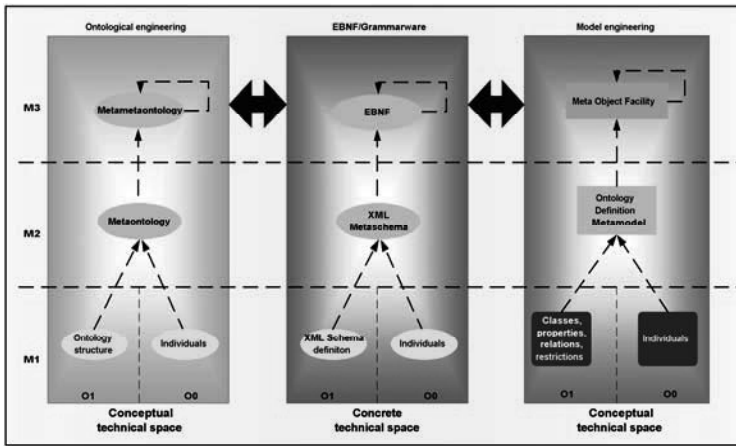 Ontological engineering
EBNF/Grammarware
Model engineering
M3
Metametaontology
EBNF
Meta Object Facility
M2
Metaontology
XML
Metaschema
Ontology
Definition
Metamodel
M1
Ontology
structure
Individuals
XML Schema
definiton
Individuals
Classes,
properties,
relations,
restrictions
Individuals
O1
O0
O1
O0
O1
O0
Conceptual
technical space
Concrete
technical space
Conceptual
technical space